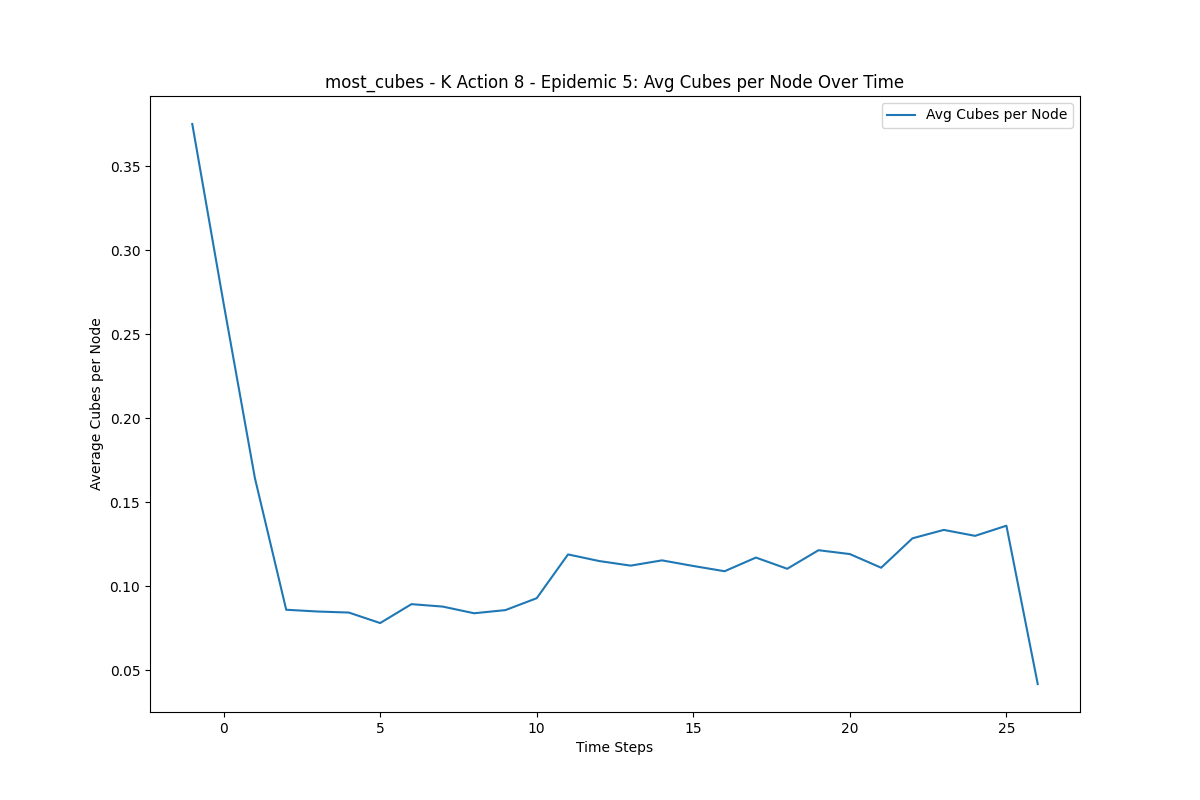 most_cubes - K Action 8 - Epidemic 5: Avg Cubes per Node Over Time
Avg Cubes per Node
Average Cubes per Node
0.35
0.30
0.25
0.20
0.15
0.10
0.05
0 5 10 15 20 25
Time Steps